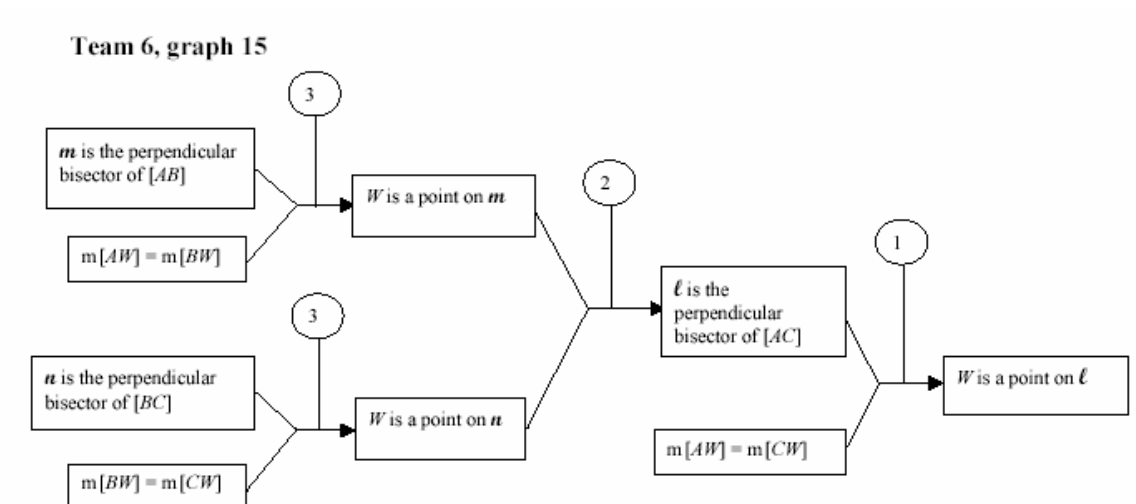 Team 6, graph 15
3
m is the perpendicular
bisector of [AB]
W is a point on m
m[AW] = m[BW]
2
1
ℓ is the
perpendicular
bisector of [AC]
3
n is the perpendicular
bisector of [BC]
W is a point on n
W is a point on ℓ
m[AW] = m[CW]
m[BW] = m[CW]